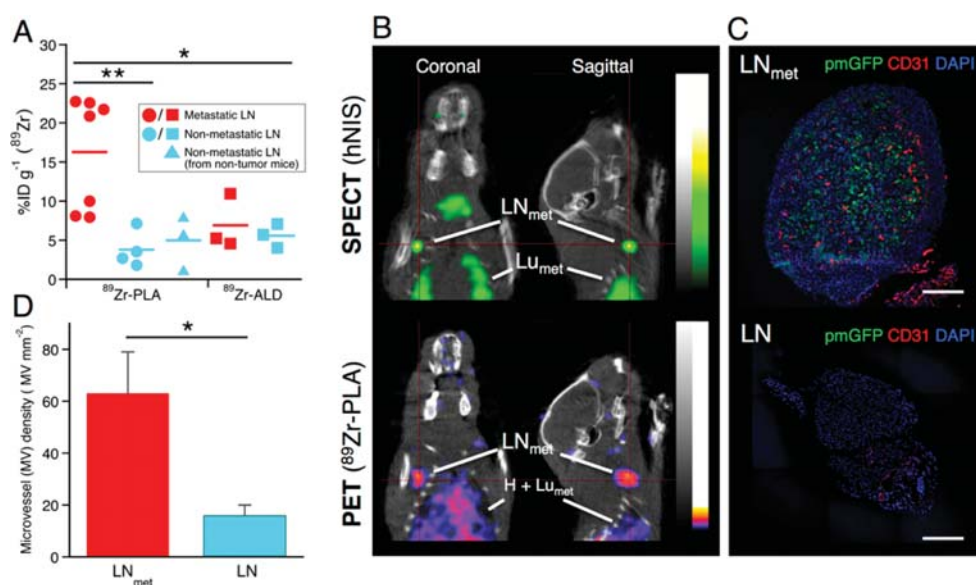 A
*
**
30
25
20
15
10
5
0
%ID g⁻¹ (⁸⁹Zr)
Metastatic LN
Non-metastatic LN
Non-metastatic LN
(from non-tumor mice)
⁸⁹Zr-PLA
⁸⁹Zr-ALD
B
Coronal
Sagittal
SPECT (hNIS)
LNmet
Lumet
PET (⁸⁹Zr-PLA)
LNmet
H + Lumet
C
LNmet
pmGFP CD31 DAPI
LN
pmGFP CD31 DAPI
D
*
80
60
40
20
0
Microvessel (MV) density ( MV mm⁻²)
LNmet
LN